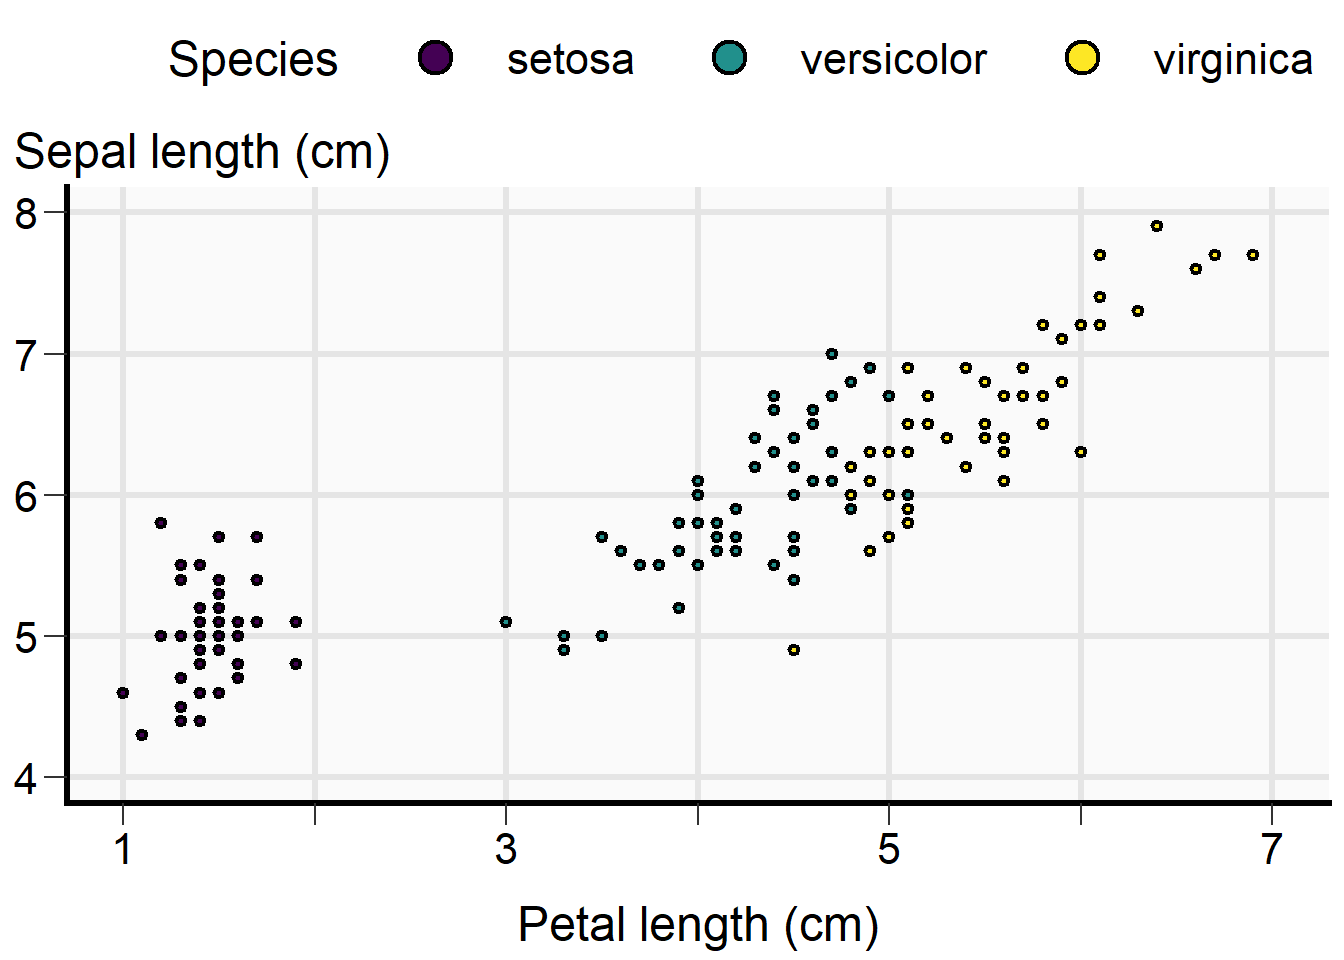 Species setosa versicolor virginica
Sepal length (cm)
8
7
6
5
4
1 3 5 7
Petal length (cm)